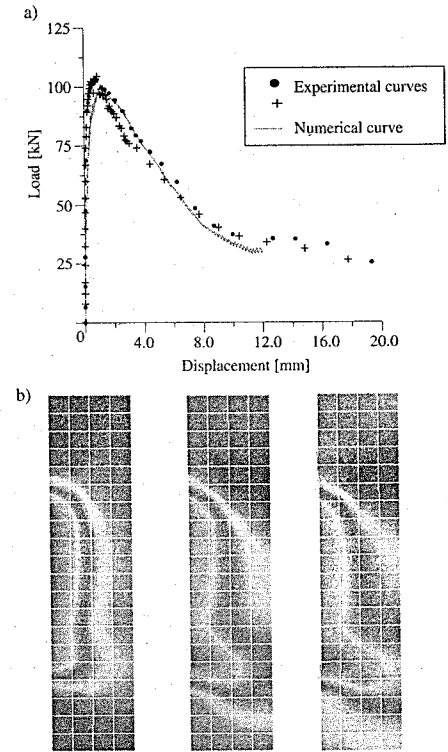 a)
125
100
75
50
25
Load [kN]
Experimental curves
Numerical curve
0
4.0
8.0
12.0
16.0
20.0
Displacement [mm]
b)